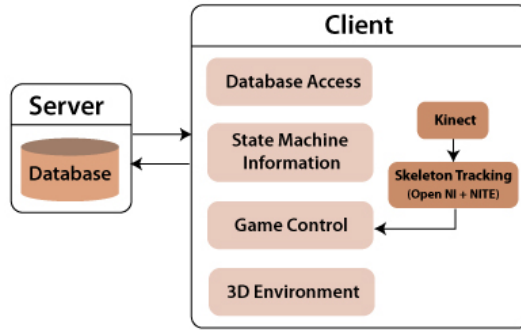 Client
Server
Database
Database Access
State Machine
Information
Game Control
3D Environment
Kinect
Skeleton Tracking
(Open NI + NITE)